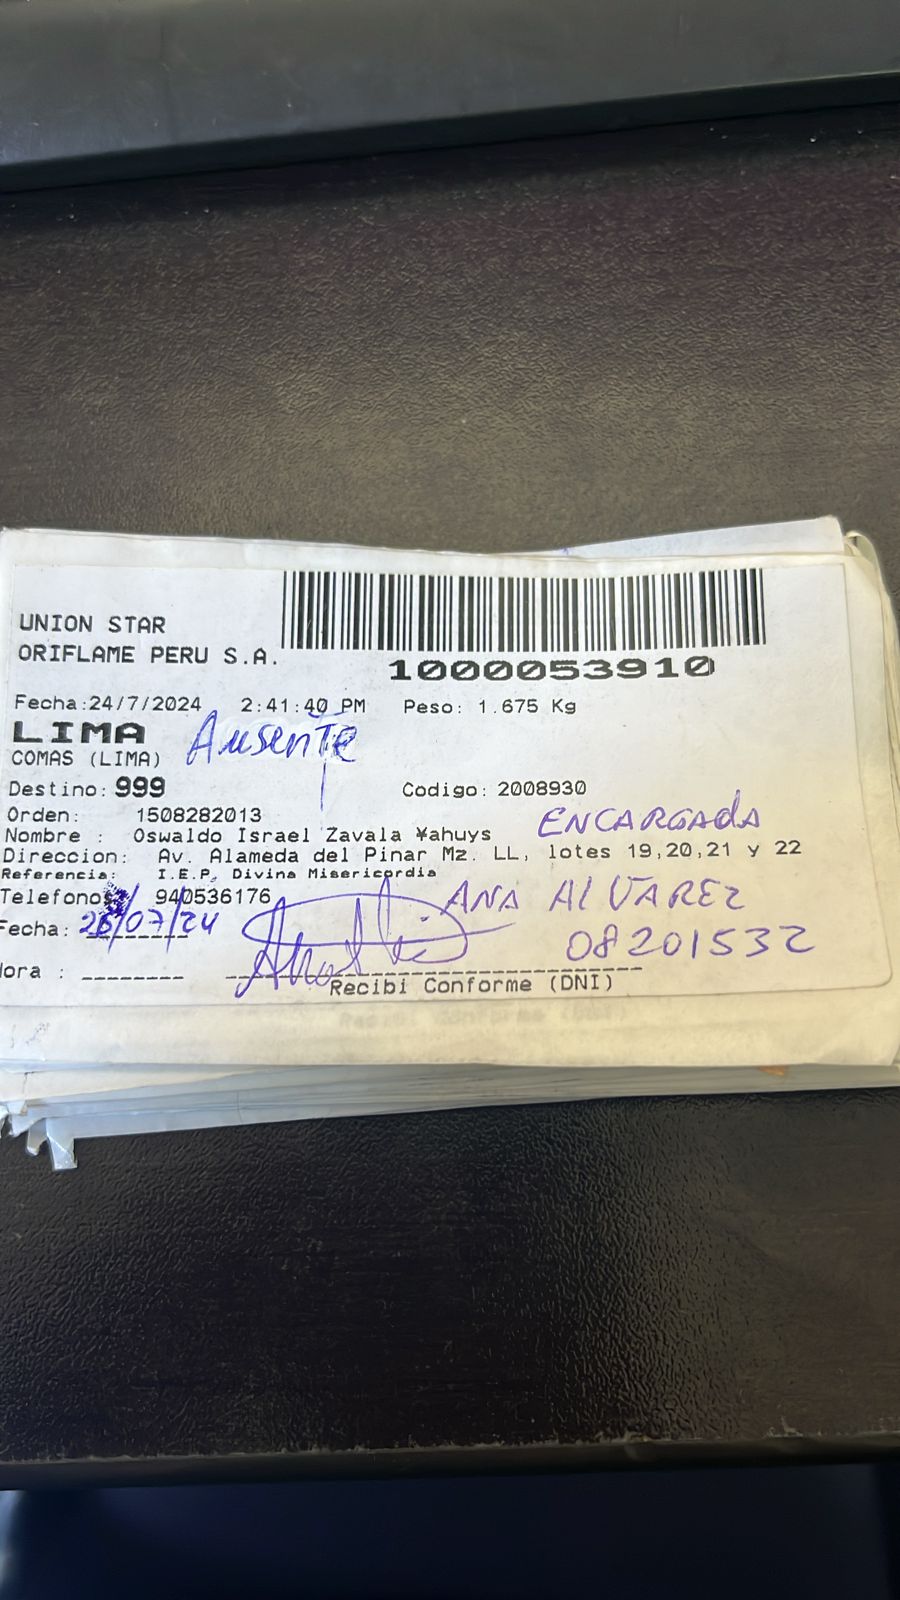 UNION STAR
ORIFLAME PERU S.A.
1000053910
Fecha:24/7/2024 2:41:40 PM Peso: 1.675 Kg
LIMA
Ausente
COMAS (LIMA)
Destino: 999 Codigo: 2008930
Orden: 1508282013
ENCARGADA
Nombre : Oswaldo Israel Zavala ¥ahuys
Direccion: Av. Alameda del Pinar Mz. LL, lotes 19,20,21 y 22
Referencia: I.E.P. Divina Misericordia
Telefono 940536176
ANA ALVAREZ
Fecha: /07/24
08201532
Hora :
Recibi Conforme (DNI)